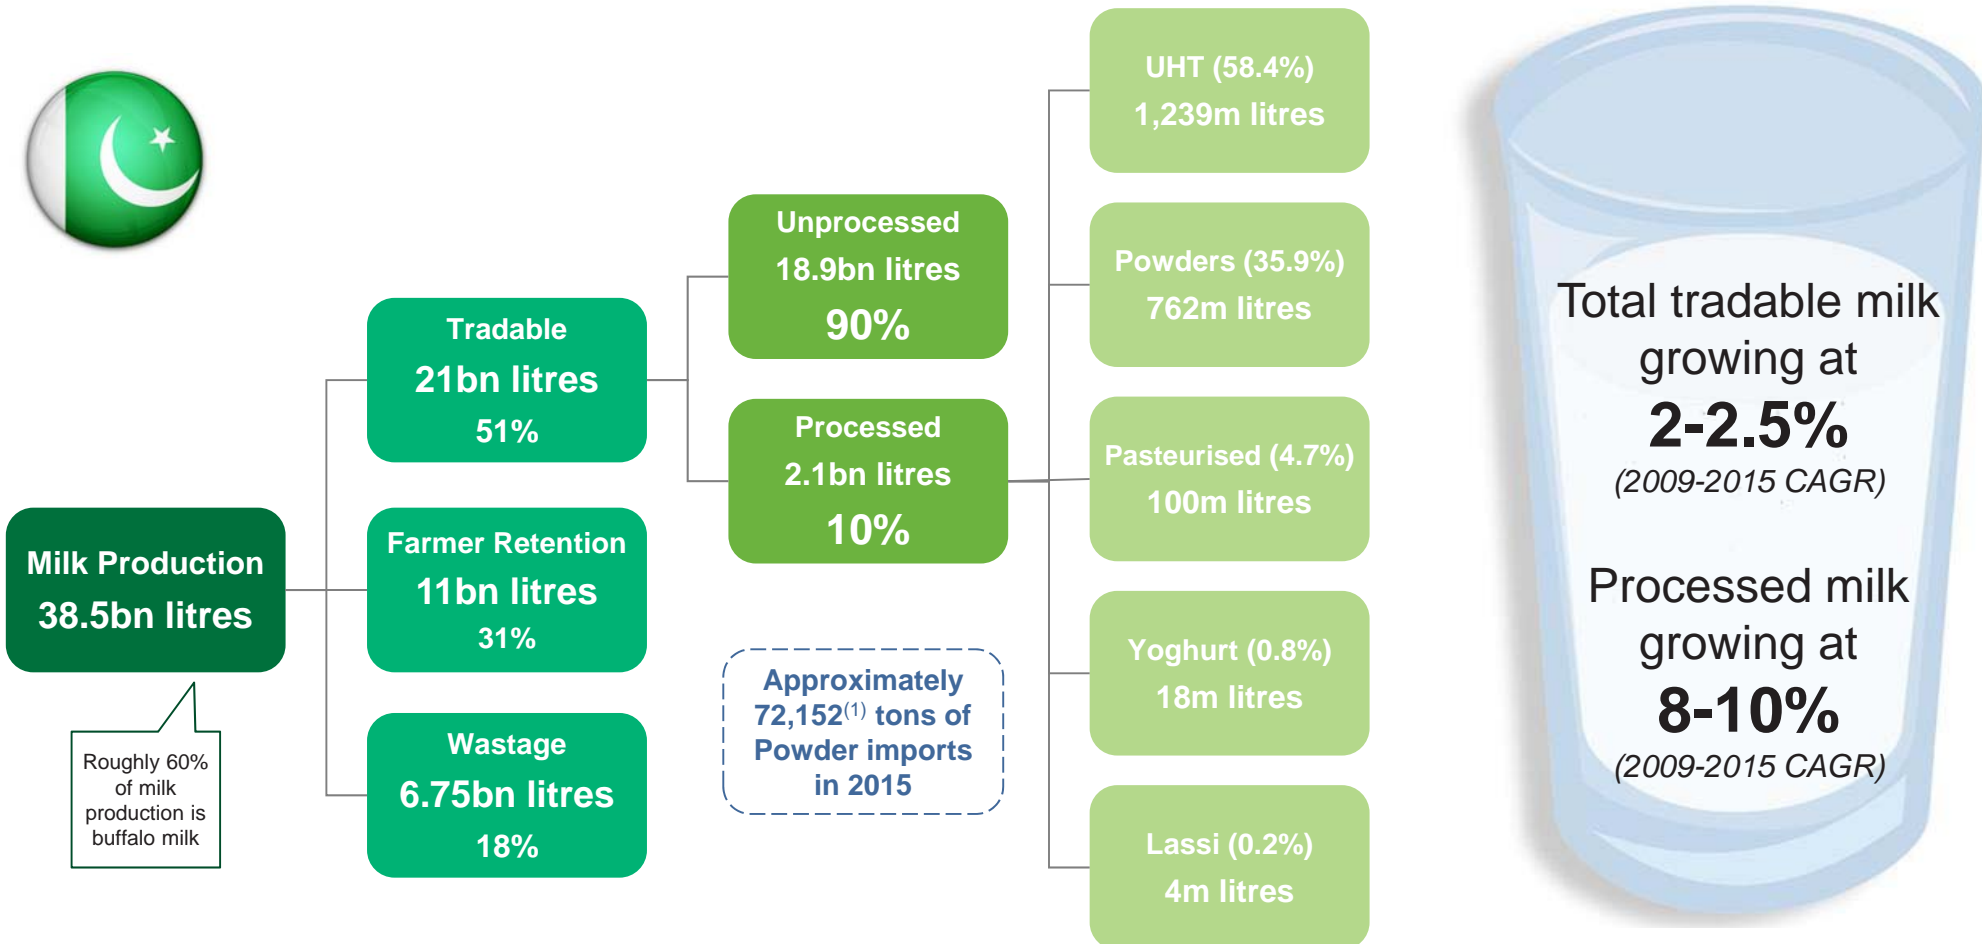 Milk Production
38.5bn litres
Roughly 60%
of milk
production is
buffalo milk
Tradable
21bn litres
51%
Farmer Retention
11bn litres
31%
Wastage
6.75bn litres
18%
Unprocessed
18.9bn litres
90%
Processed
2.1bn litres
10%
Approximately
72,152(1) tons of
Powder imports
in 2015
UHT (58.4%)
1,239m litres
Powders (35.9%)
762m litres
Pasteurised (4.7%)
100m litres
Yoghurt (0.8%)
18m litres
Lassi (0.2%)
4m litres
Total tradable milk
growing at
2-2.5%
(2009-2015 CAGR)
Processed milk
growing at
8-10%
(2009-2015 CAGR)